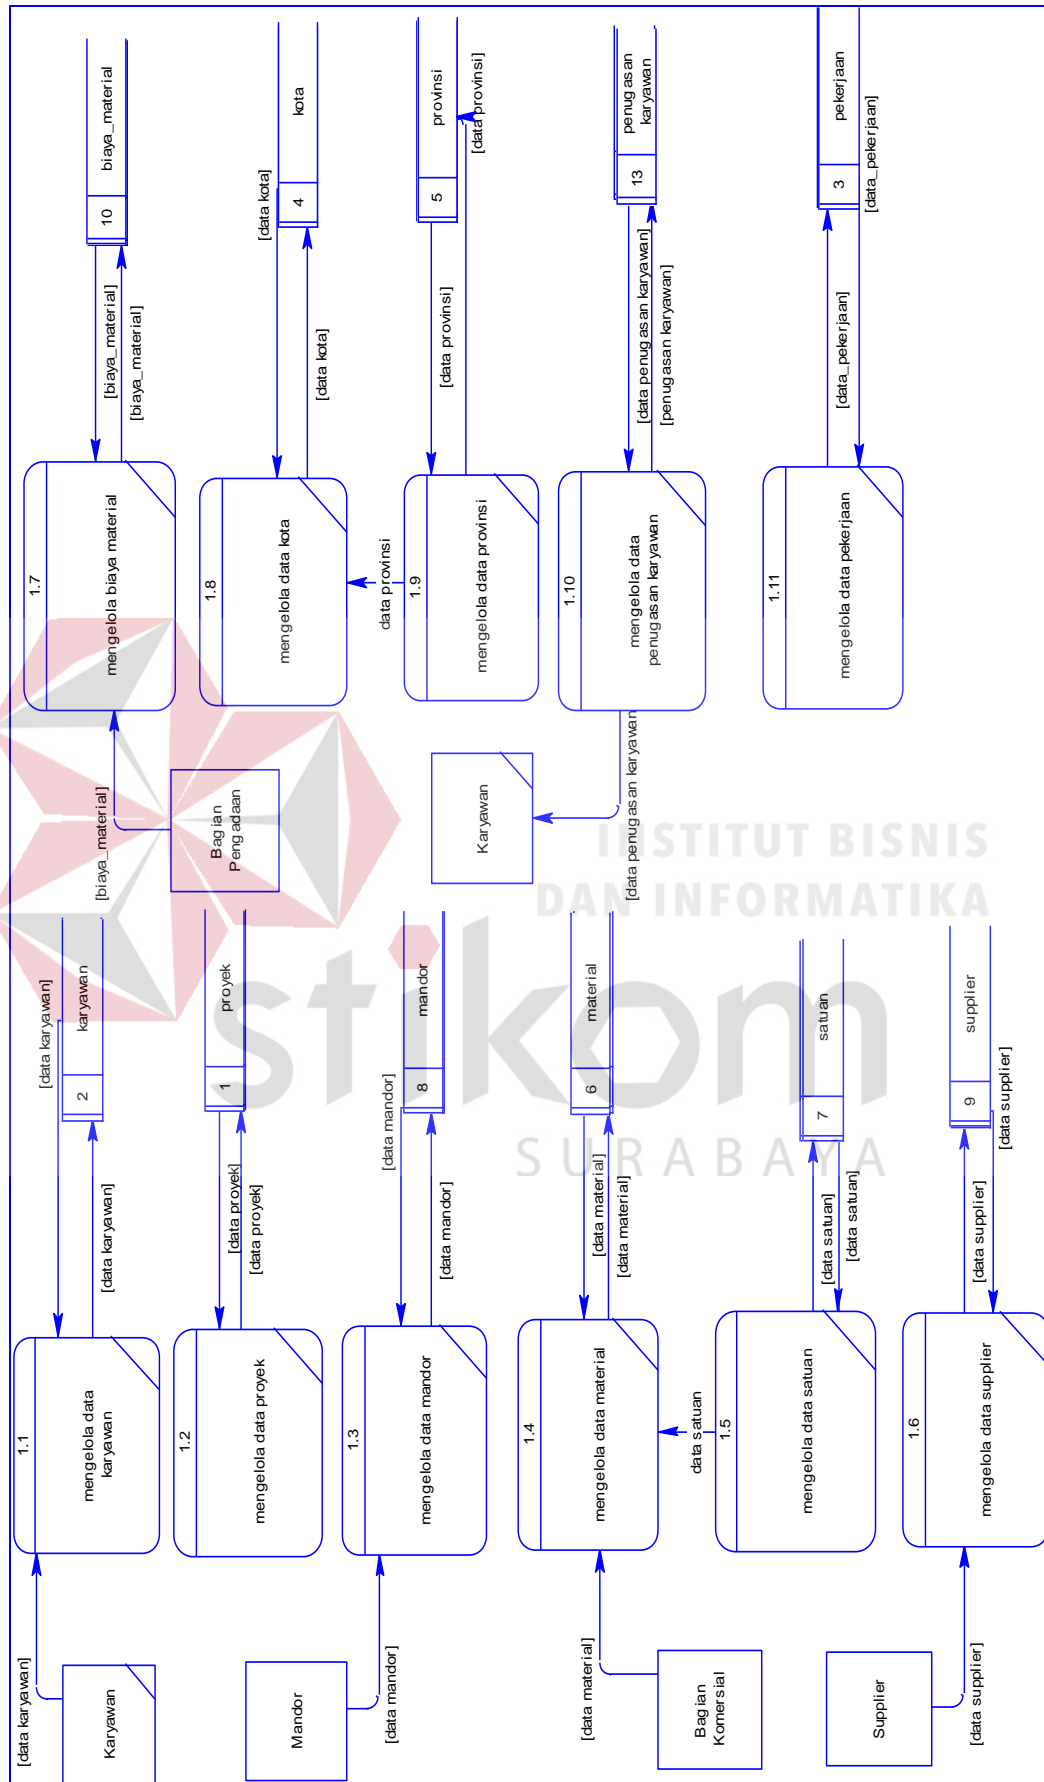 [data karyawan]
Karyawan
1.1
mengelola data
karyawan
[data karyawan]
[data karyawan]
2
karyawan
1.2
mengelola data proyek
[data proyek]
[data proyek]
1
proyek
Mandor
[data mandor]
1.3
mengelola data mandor
[data mandor]
[data mandor]
8
mandor
[data material]
Bagian
Komersial
1.4
mengelola data material
[data material]
[data material]
6
material
data satuan
1.5
mengelola data satuan
[data satuan]
[data satuan]
7
satuan
Supplier
[data supplier]
1.6
mengelola data supplier
[data supplier]
[data supplier]
9
supplier
[biaya_material]
Bagian
Pengadaan
1.7
mengelola biaya material
[biaya_material]
[biaya_material]
10
biaya_material
1.8
mengelola data kota
[data kota]
[data kota]
4
kota
data provinsi
1.9
mengelola data provinsi
[data provinsi]
[data provinsi]
5
provinsi
Karyawan
[data penugasan karyawan]
1.10
mengelola data
penugasan karyawan
[data penugasan karyawan]
[penugasan karyawan]
13
penugasan
karyawan
1.11
mengelola data pekerjaan
[data_pekerjaan]
[data_pekerjaan]
3
pekerjaan
INSTITUT BISNIS
DAN INFORMATIKA
stikom
SURABAYA